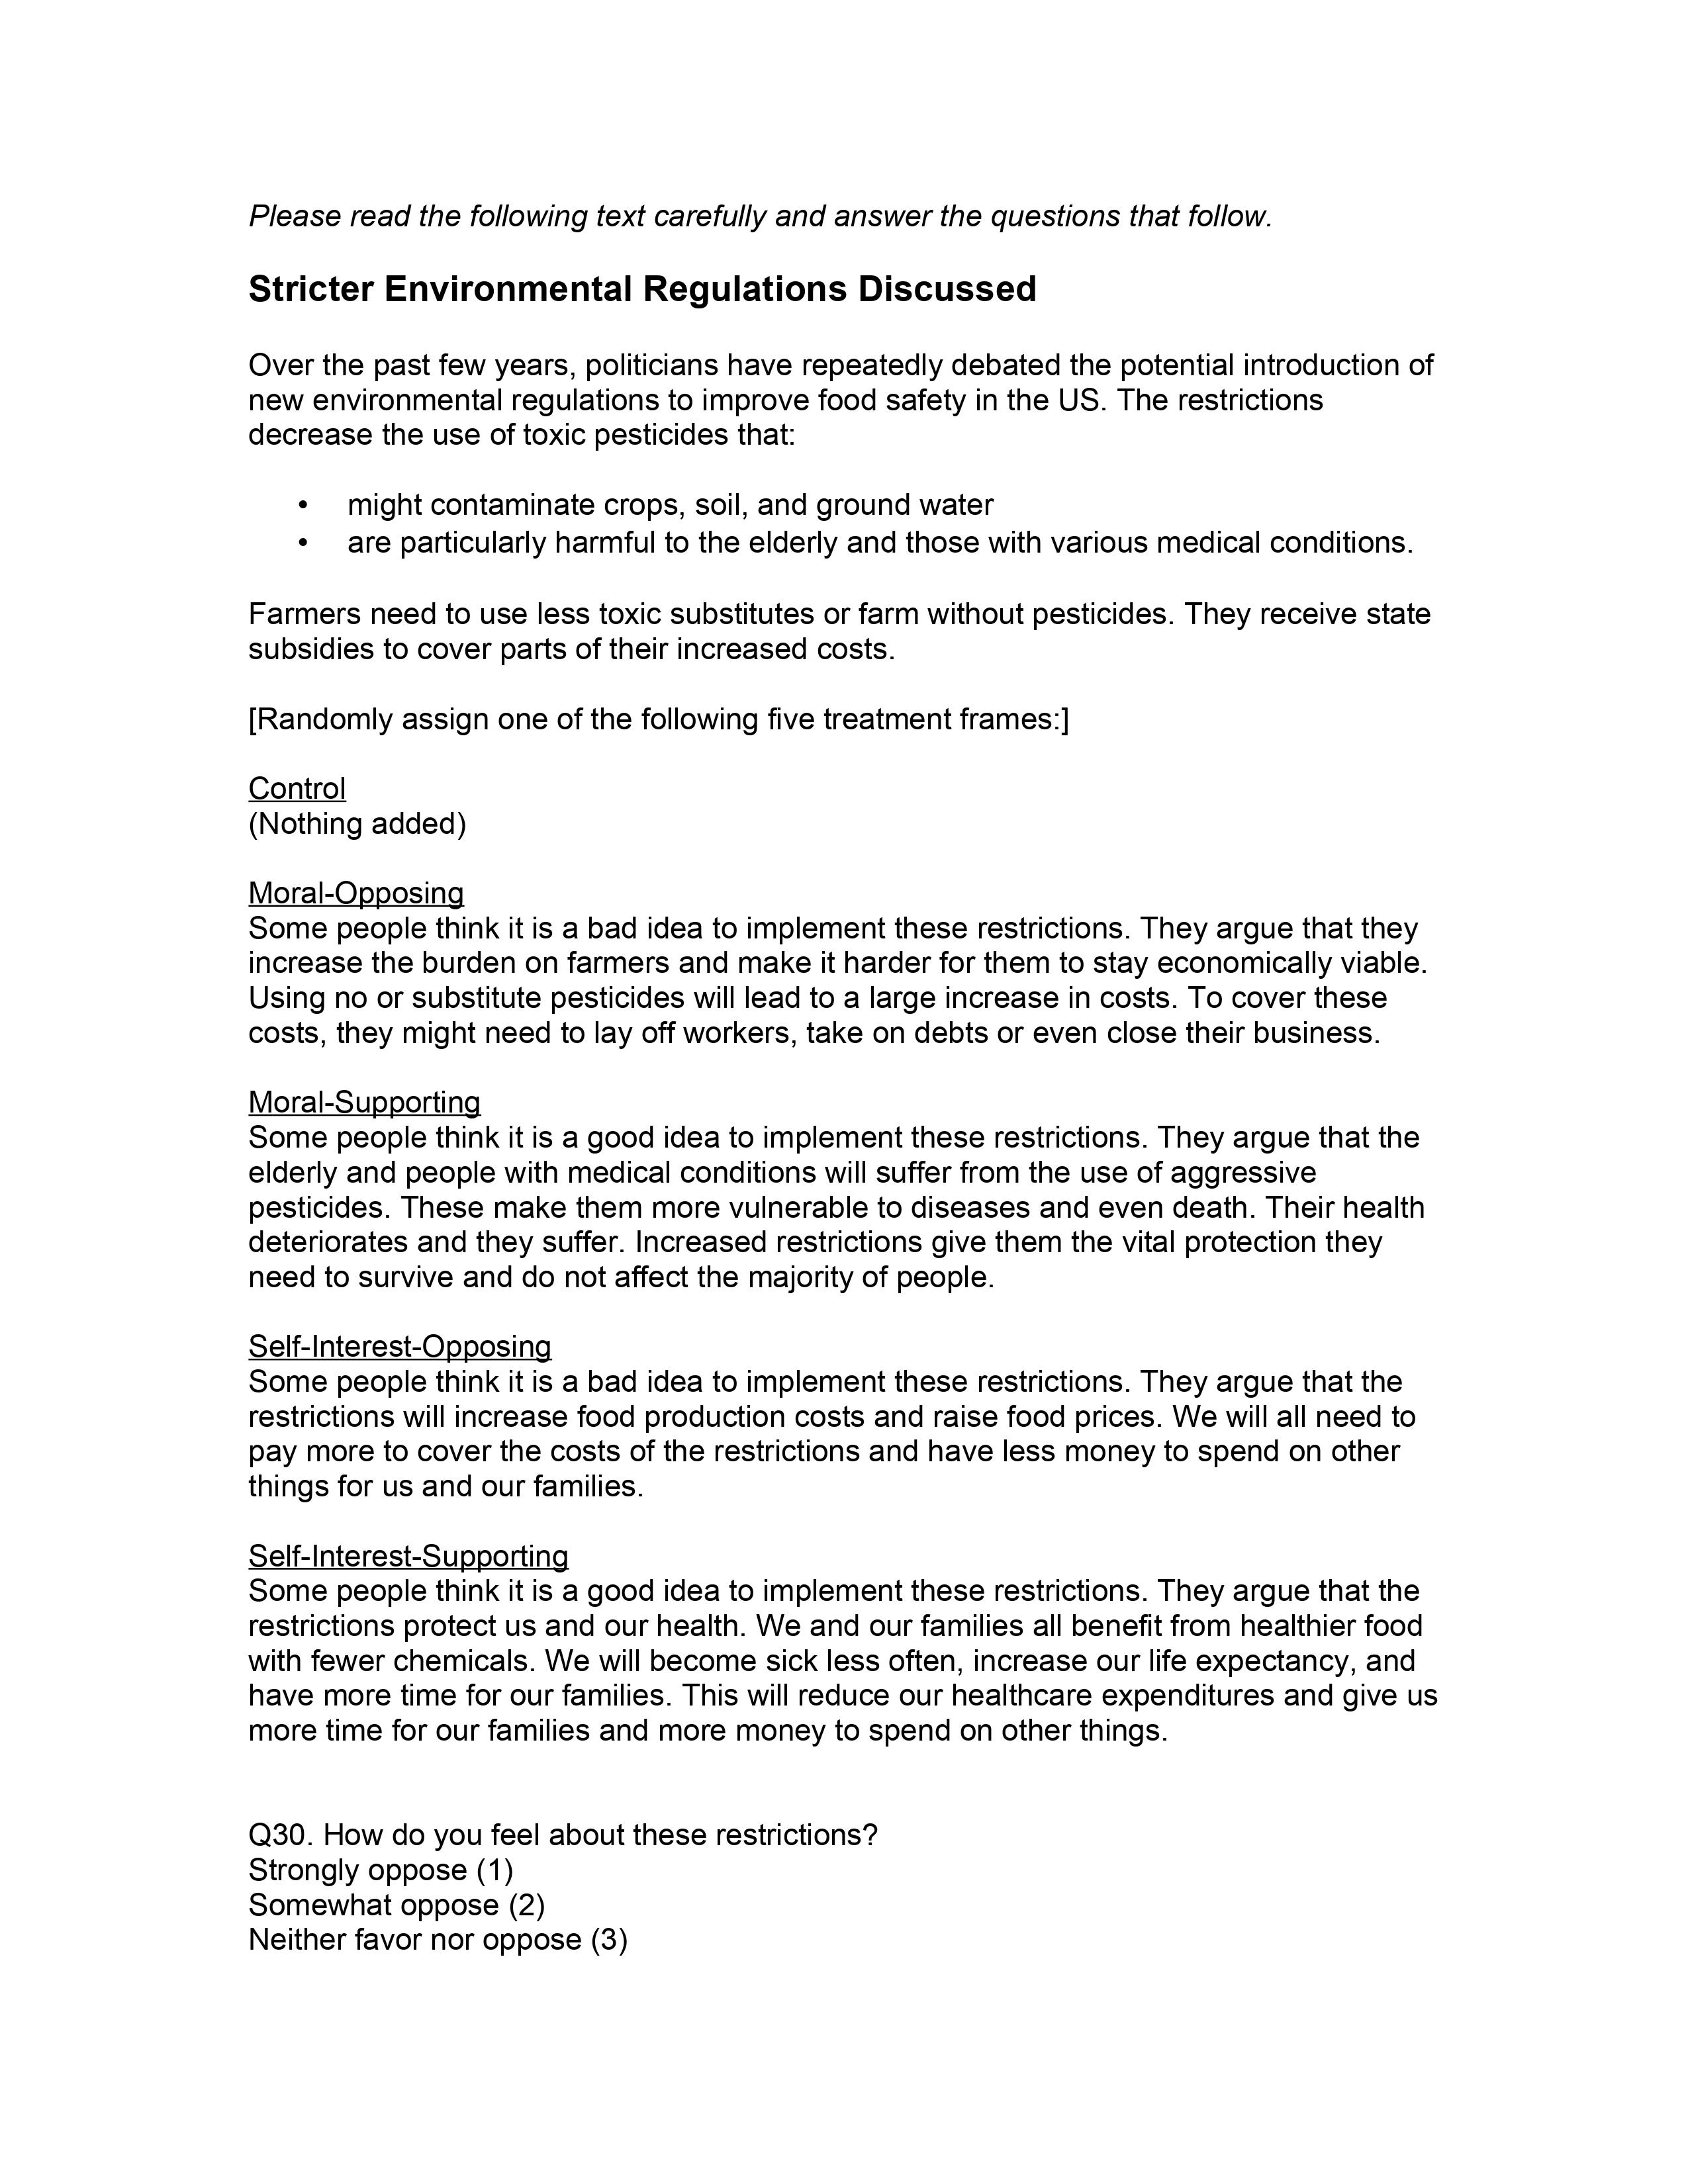 Please read the following text carefully and answer the questions that follow.
Stricter Environmental Regulations Discussed
Over the past few years, politicians have repeatedly debated the potential introduction of
new environmental regulations to improve food safety in the US. The restrictions
decrease the use of toxic pesticides that:
• might contaminate crops, soil, and ground water
• are particularly harmful to the elderly and those with various medical conditions.
Farmers need to use less toxic substitutes or farm without pesticides. They receive state
subsidies to cover parts of their increased costs.
[Randomly assign one of the following five treatment frames:]
Control
(Nothing added)
Moral-Opposing
Some people think it is a bad idea to implement these restrictions. They argue that they
increase the burden on farmers and make it harder for them to stay economically viable.
Using no or substitute pesticides will lead to a large increase in costs. To cover these
costs, they might need to lay off workers, take on debts or even close their business.
Moral-Supporting
Some people think it is a good idea to implement these restrictions. They argue that the
elderly and people with medical conditions will suffer from the use of aggressive
pesticides. These make them more vulnerable to diseases and even death. Their health
deteriorates and they suffer. Increased restrictions give them the vital protection they
need to survive and do not affect the majority of people.
Self-Interest-Opposing
Some people think it is a bad idea to implement these restrictions. They argue that the
restrictions will increase food production costs and raise food prices. We will all need to
pay more to cover the costs of the restrictions and have less money to spend on other
things for us and our families.
Self-Interest-Supporting
Some people think it is a good idea to implement these restrictions. They argue that the
restrictions protect us and our health. We and our families all benefit from healthier food
with fewer chemicals. We will become sick less often, increase our life expectancy, and
have more time for our families. This will reduce our healthcare expenditures and give us
more time for our families and more money to spend on other things.
Q30. How do you feel about these restrictions?
Strongly oppose (1)
Somewhat oppose (2)
Neither favor nor oppose (3)